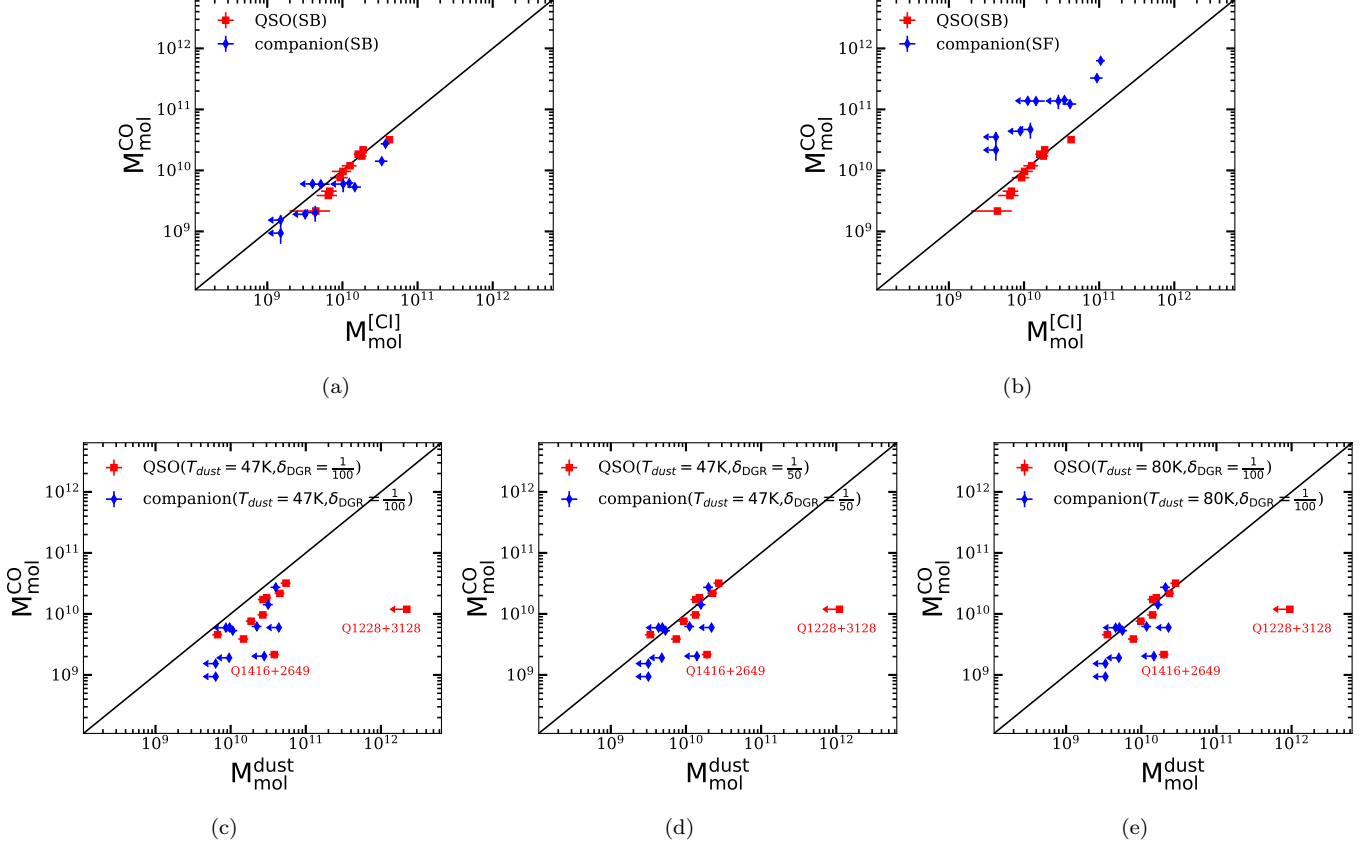 QSO(SB)
companion(SB)
10^12
10^11
10^10
10^9
M_mol^CO
10^9 10^10 10^11 10^12
M_mol^[CI]
(a)
QSO(SB)
companion(SF)
10^12
10^11
10^10
10^9
M_mol^CO
10^9 10^10 10^11 10^12
M_mol^[CI]
(b)
QSO(T_dust = 47K,δ_DGR = 1/100)
companion(T_dust = 47K,δ_DGR = 1/100)
10^12
10^11
10^10
10^9
M_mol^CO
Q1228+3128
Q1416+2649
10^9 10^10 10^11 10^12
M_mol^dust
(c)
QSO(T_dust = 47K,δ_DGR = 1/50)
companion(T_dust = 47K,δ_DGR = 1/50)
10^12
10^11
10^10
10^9
M_mol^CO
Q1228+3128
Q1416+2649
10^9 10^10 10^11 10^12
M_mol^dust
(d)
QSO(T_dust = 80K,δ_DGR = 1/100)
companion(T_dust = 80K,δ_DGR = 1/100)
10^12
10^11
10^10
10^9
M_mol^CO
Q1228+3128
Q1416+2649
10^9 10^10 10^11 10^12
M_mol^dust
(e)